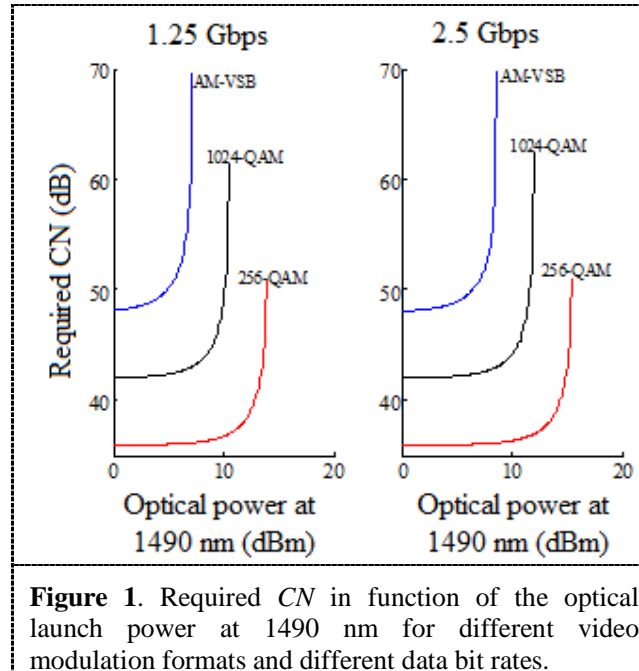 1.25 Gbps
2.5 Gbps
Required CN (dB)
70
60
50
40
AM-VSB
1024-QAM
256-QAM
0
10
20
Optical power at
1490 nm (dBm)
70
60
50
40
AM-VSB
1024-QAM
256-QAM
0
10
20
Optical power at
1490 nm (dBm)
Figure 1. Required CN in function of the optical
launch power at 1490 nm for different video
modulation formats and different data bit rates.